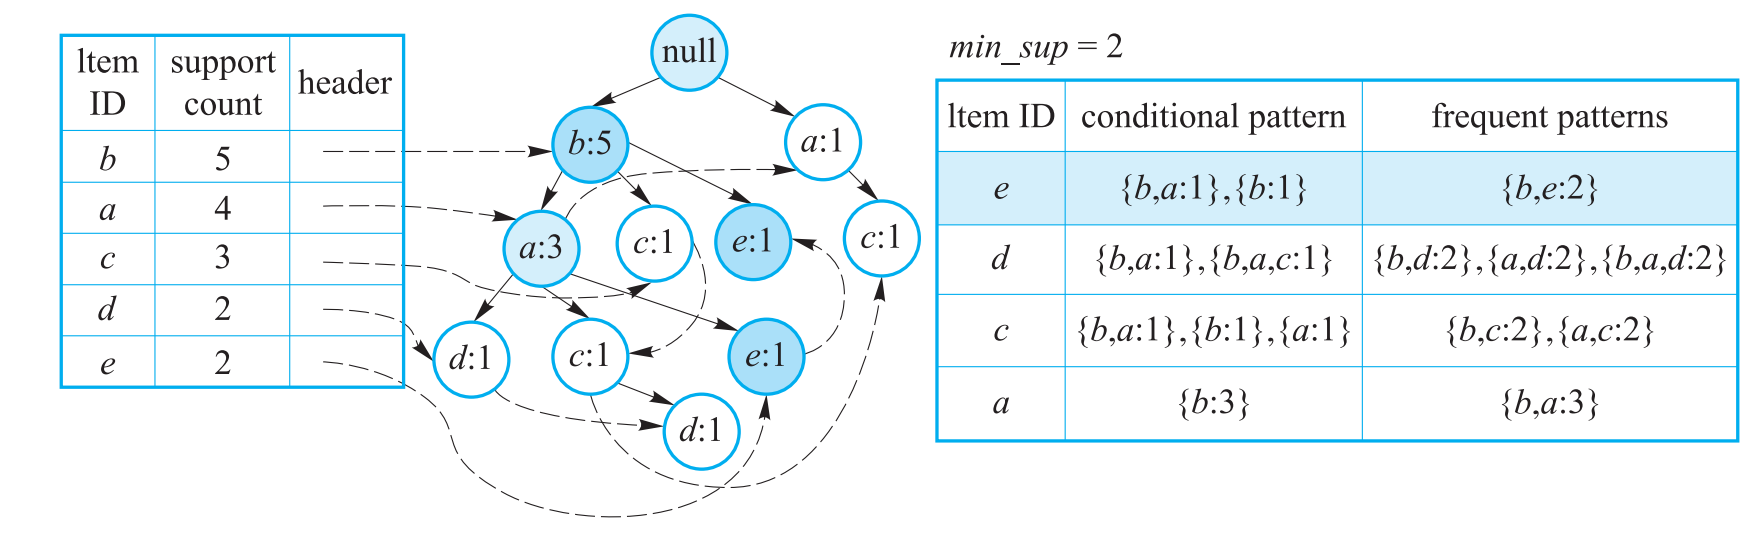 ltem ID support count header
b 5
a 4
c 3
d 2
e 2
null
b:5
a:1
a:3
c:1
e:1
c:1
d:1
c:1
e:1
d:1
min_sup = 2
ltem ID conditional pattern frequent patterns
e {b,a:1},{b:1} {b,e:2}
d {b,a:1},{b,a,c:1} {b,d:2},{a,d:2},{b,a,d:2}
c {b,a:1},{b:1},{a:1} {b,c:2},{a,c:2}
a {b:3} {b,a:3}